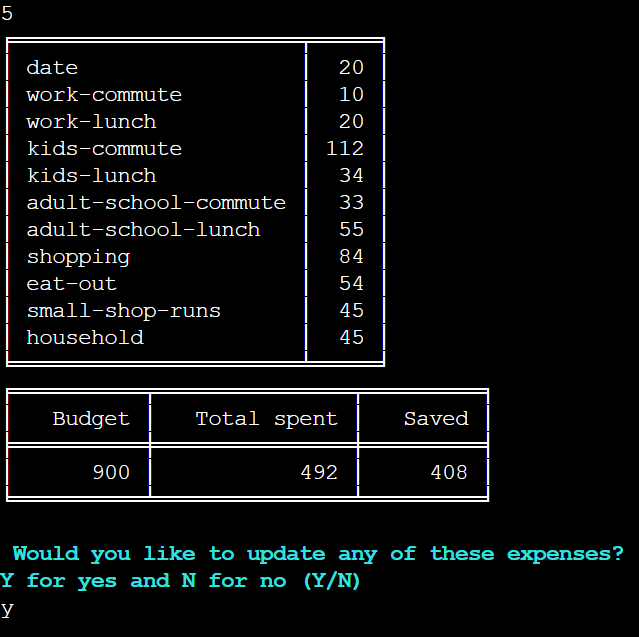 5
date 20
work-commute 10
work-lunch 20
kids-commute 112
kids-lunch 34
adult-school-commute 33
adult-school-lunch 55
shopping 84
eat-out 54
small-shop-runs 45
household 45
Budget Total spent Saved
900 492 408
Would you like to update any of these expenses?
Y for yes and N for no (Y/N)
y